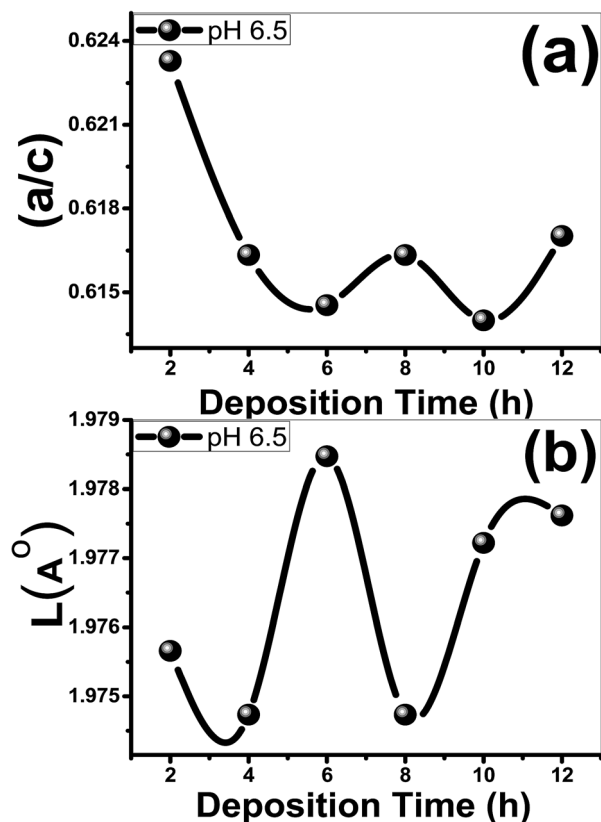 0.624
pH 6.5
(a)
0.621
0.618
0.615
(a/c)
2 4 6 8 10 12
Deposition Time (h)
1.979
pH 6.5
(b)
1.978
1.977
1.976
1.975
L(A^O)
2 4 6 8 10 12
Deposition Time (h)